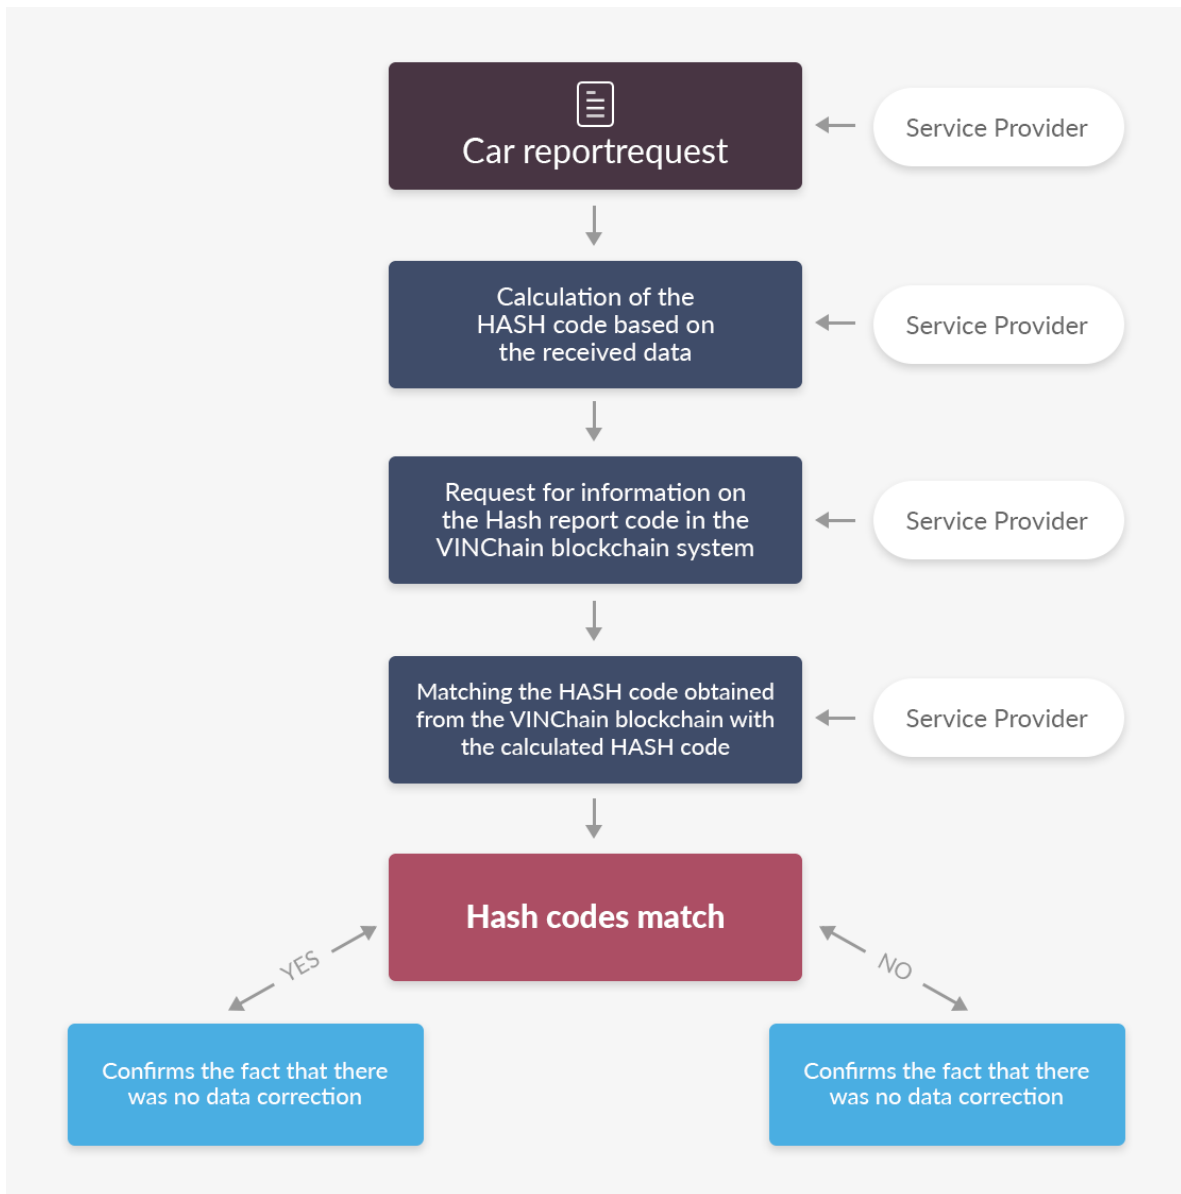 Car reportrequest
Service Provider
Calculation of the
HASH code based on
the received data
Service Provider
Request for information on
the Hash report code in the
VINChain blockchain system
Service Provider
Matching the HASH code obtained
from the VINChain blockchain with
the calculated HASH code
Service Provider
Hash codes match
YES
NO
Confirms the fact that there
was no data correction
Confirms the fact that there
was no data correction